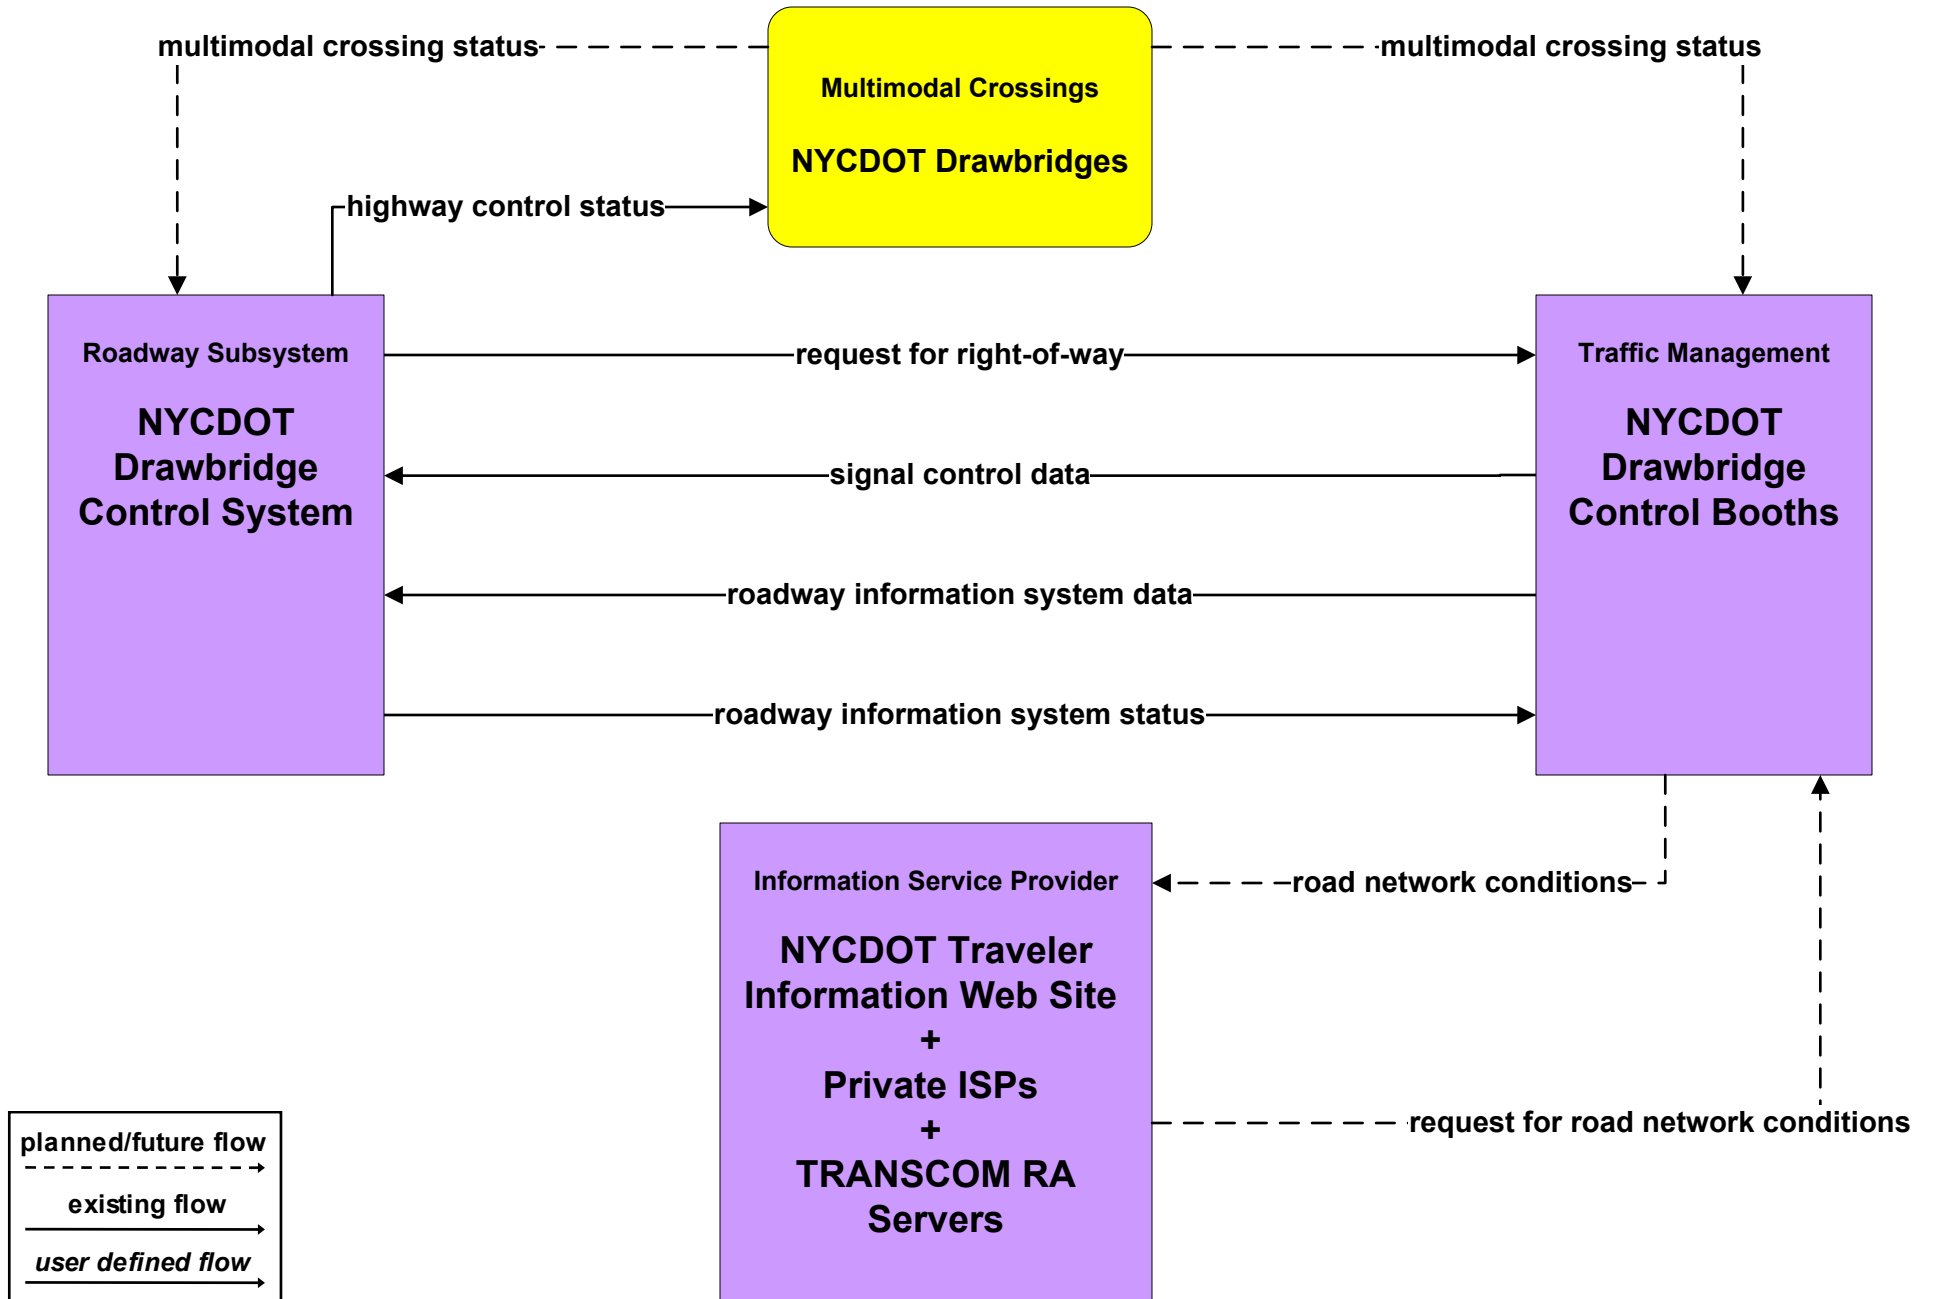 multimodal crossing status
multimodal crossing status
Multimodal Crossings
NYCDOT Drawbridges
highway control status
Roadway Subsystem
NYCDOT
Drawbridge
Control System
request for right-of-way
signal control data
roadway information system data
roadway information system status
Traffic Management
NYCDOT
Drawbridge
Control Booths
Information Service Provider
NYCDOT Traveler
Information Web Site
+
Private ISPs
+
TRANSCOM RA
Servers
road network conditions
request for road network conditions
planned/future flow
existing flow
user defined flow